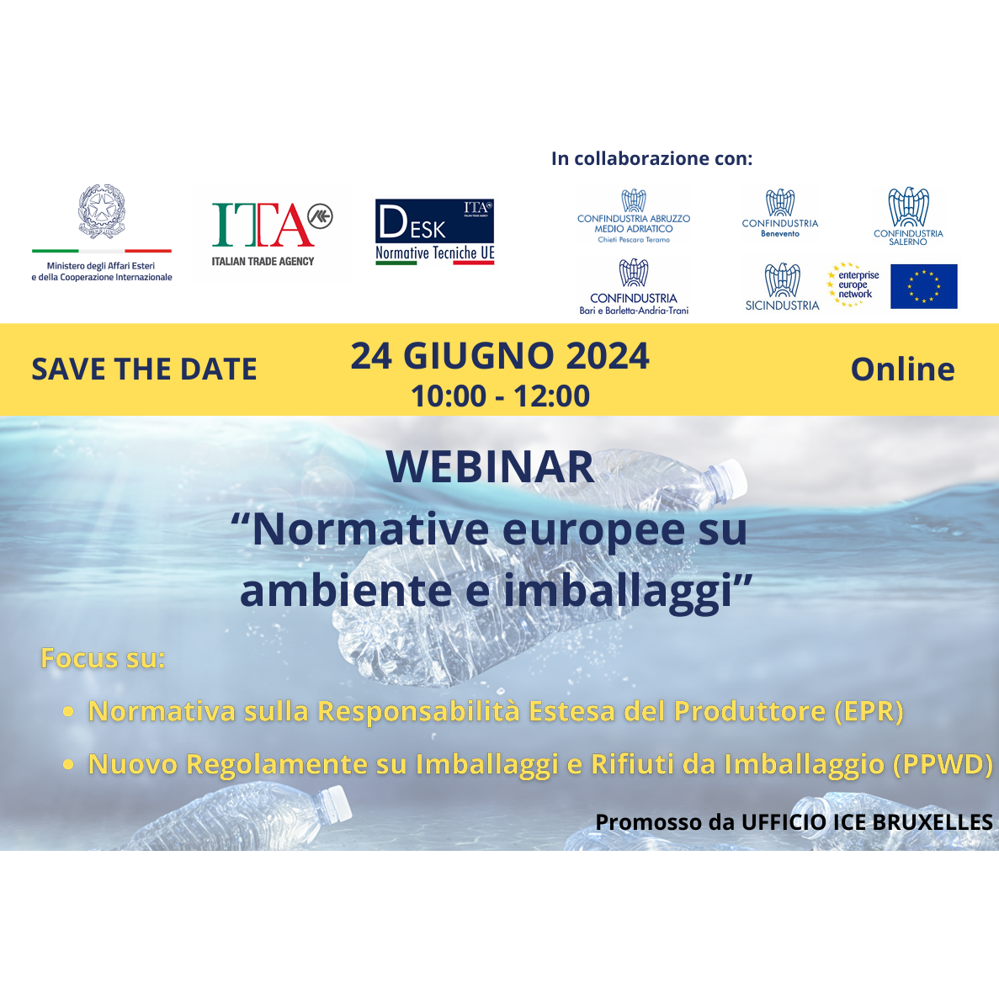 In collaborazione con:
Ministero degli Affari Esteri
e della Cooperazione Internazionale
ITA
ITALIAN TRADE AGENCY
DESK
ITA
ITALIAN TRADE AGENCY
Normative Tecniche UE
CONFINDUSTRIA ABRUZZO
MEDIO ADRIATICO
Chieti Pescara Teramo
CONFINDUSTRIA
Benevento
CONFINDUSTRIA
SALERNO
CONFINDUSTRIA
Bari e Barletta-Andria-Trani
SICINDUSTRIA
enterprise
europe
network
SAVE THE DATE
24 GIUGNO 2024
10:00 - 12:00
Online
WEBINAR
“Normative europee su
ambiente e imballaggi”
Focus su:
• Normativa sulla Responsabilità Estesa del Produttore (EPR)
• Nuovo Regolamente su Imballaggi e Rifiuti da Imballaggio (PPWD)
Promosso da UFFICIO ICE BRUXELLES